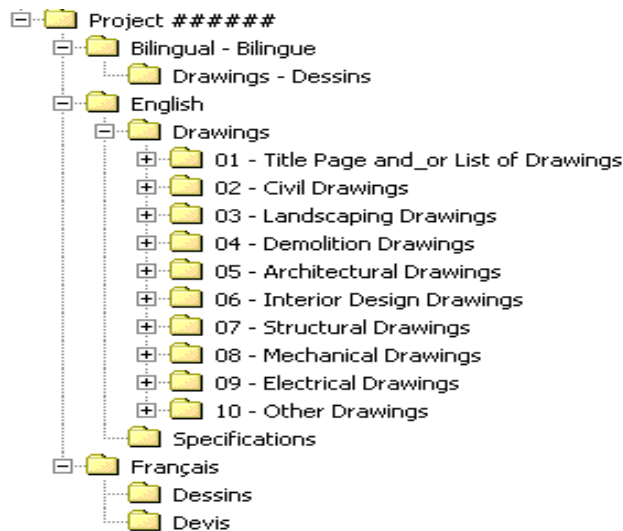 Project ######
Bilingual - Bilingue
Drawings - Dessins
English
Drawings
01 - Title Page and_or List of Drawings
02 - Civil Drawings
03 - Landscaping Drawings
04 - Demolition Drawings
05 - Architectural Drawings
06 - Interior Design Drawings
07 - Structural Drawings
08 - Mechanical Drawings
09 - Electrical Drawings
10 - Other Drawings
Specifications
Français
Dessins
Devis